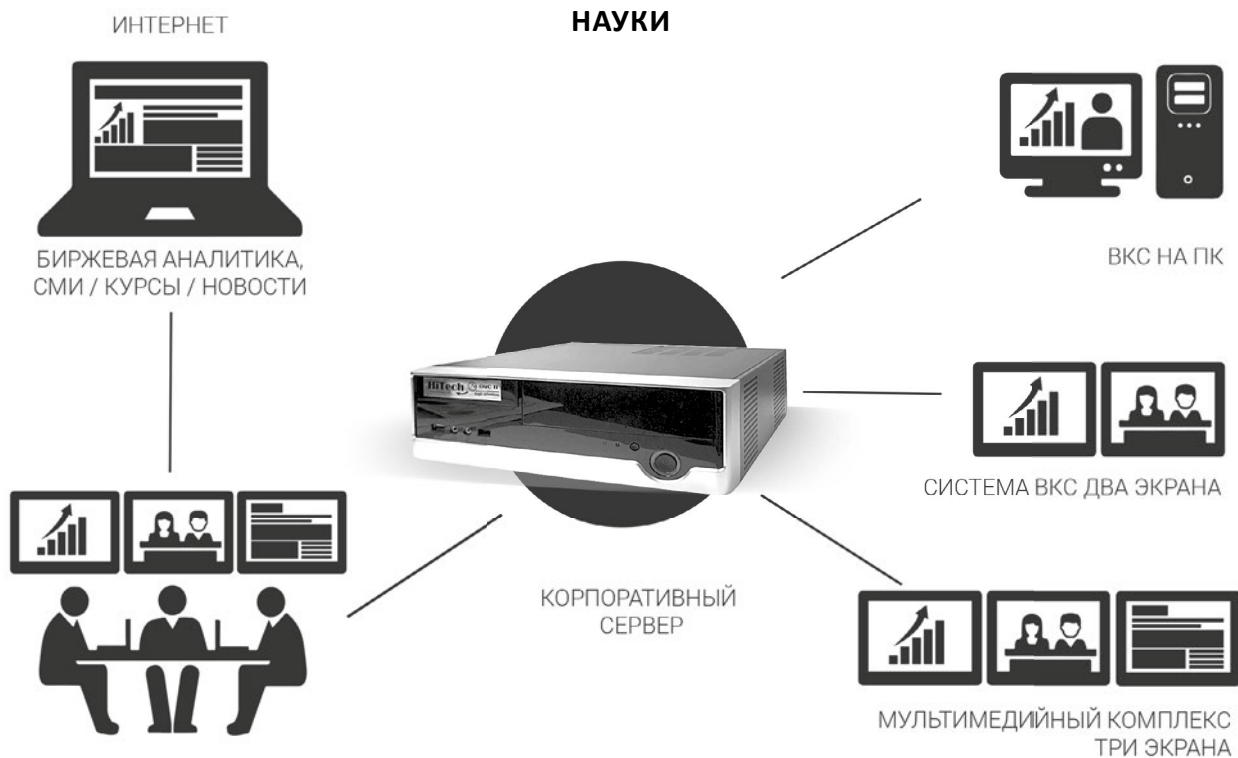 НАУКИ
ИНТЕРНЕТ
БИРЖЕВАЯ АНАЛИТИКА,
СМИ / КУРСЫ / НОВОСТИ
ВКС НА ПК
HiTech
СИСТЕМА ВКС ДВА ЭКРАНА
КОРПОРАТИВНЫЙ
СЕРВЕР
МУЛЬТИМЕДИЙНЫЙ КОМПЛЕКС
ТРИ ЭКРАНА